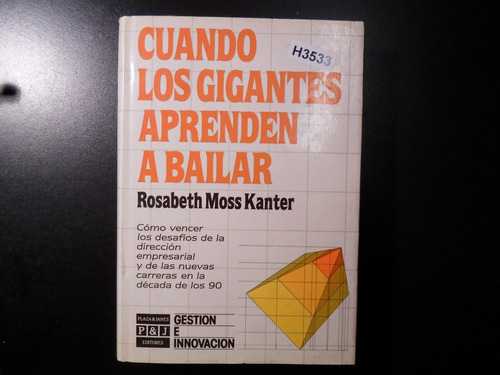 CUANDO
LOS GIGANTES
APRENDEN
A BAILAR
H3533
Rosabeth Moss Kanter
Cómo vencer
los desafíos de la
dirección
empresarial
y de las nuevas
carreras en la
década de los 90
PLAZA & JANES
P&J
EDITORES
GESTION
E
INNOVACION